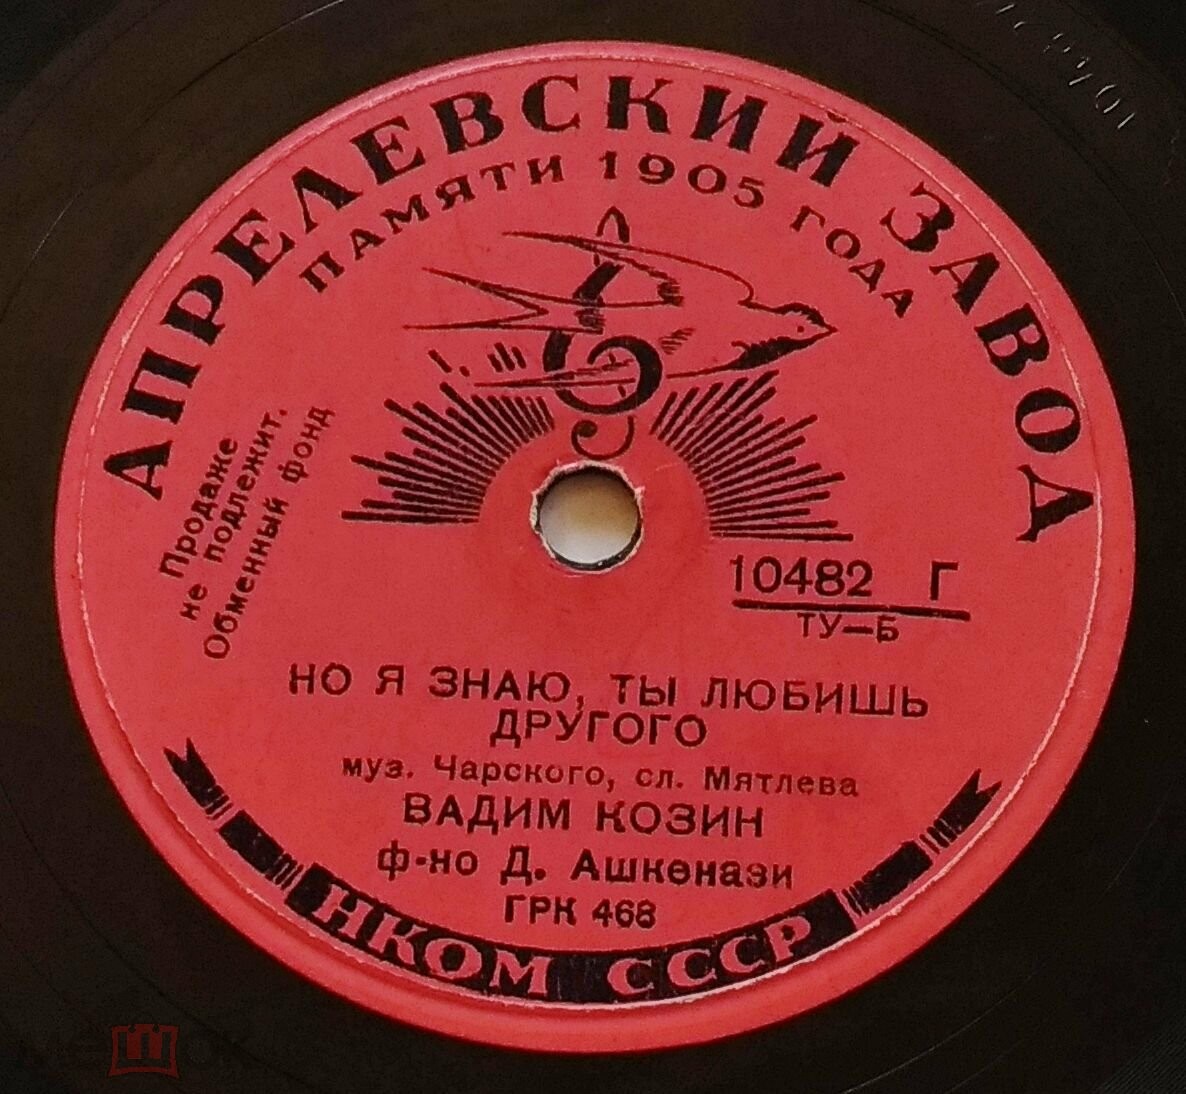 АПРЕЛЕВСКИЙ ЗАВОД
ПАМЯТИ 1905 ГОДА
Продаже
не подлежит.
Обменный фонд
10482 Г
ТУ—Б
НО Я ЗНАЮ, ТЫ ЛЮБИШЬ
ДРУГОГО
муз. Чарского, сл. Мятлева
ВАДИМ КОЗИН
ф-но Д. Ашкенази
ГРК 468
НКОМ СССР
мешок